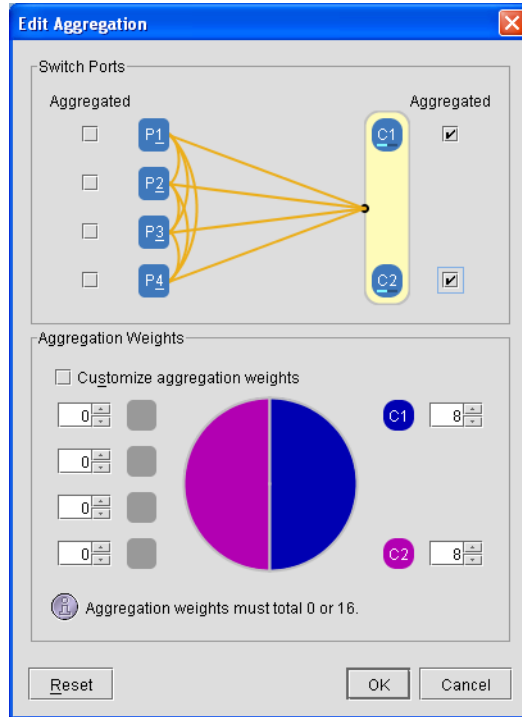 Edit Aggregation
Switch Ports
Aggregated Aggregated
P1 C1
P2
P3
P4 C2
Aggregation Weights
Customize aggregation weights
0 C1 8
0
0
0 C2 8
Aggregation weights must total 0 or 16.
Reset OK Cancel